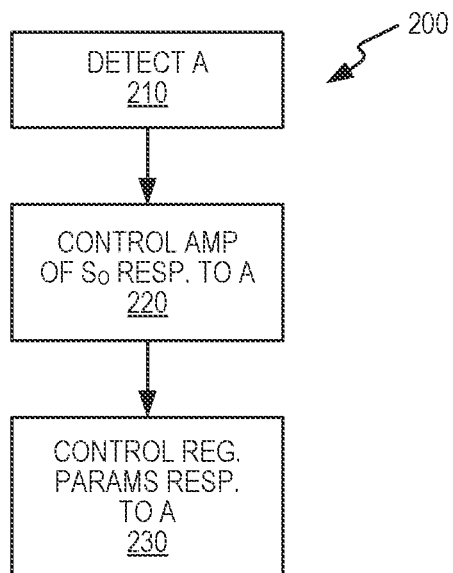 200
DETECT A
210
CONTROL AMP
OF S₀ RESP. TO A
220
CONTROL REG.
PARAMS RESP.
TO A
230